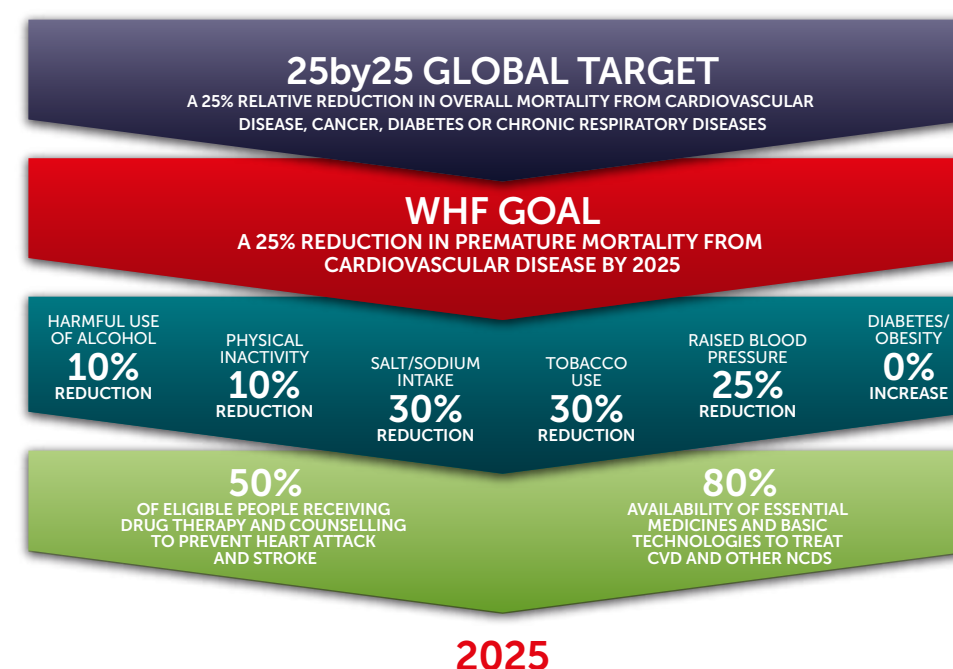 25by25 GLOBAL TARGET
A 25% RELATIVE REDUCTION IN OVERALL MORTALITY FROM CARDIOVASCULAR
DISEASE, CANCER, DIABETES OR CHRONIC RESPIRATORY DISEASES
WHF GOAL
A 25% REDUCTION IN PREMATURE MORTALITY FROM
CARDIOVASCULAR DISEASE BY 2025
HARMFUL USE
OF ALCOHOL
10%
REDUCTION
PHYSICAL
INACTIVITY
10%
REDUCTION
SALT/SODIUM
INTAKE
30%
REDUCTION
TOBACCO
USE
30%
REDUCTION
RAISED BLOOD
PRESSURE
25%
REDUCTION
DIABETES/
OBESITY
0%
INCREASE
50%
OF ELIGIBLE PEOPLE RECEIVING
DRUG THERAPY AND COUNSELLING
TO PREVENT HEART ATTACK
AND STROKE
80%
AVAILABILITY OF ESSENTIAL
MEDICINES AND BASIC
TECHNOLOGIES TO TREAT
CVD AND OTHER NCDS
2025